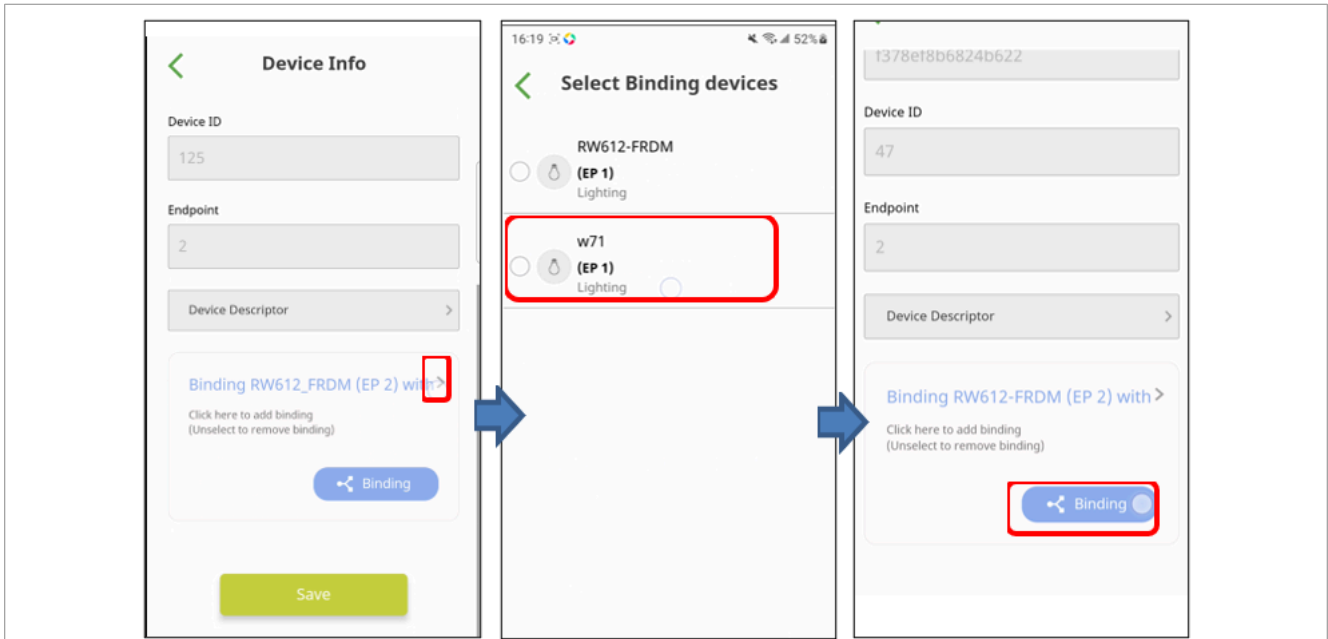 Device Info
Device ID
125
Endpoint
2
Device Descriptor
Binding RW612_FRDM (EP 2) with
Click here to add binding
(Unselect to remove binding)
Binding
Save
16:19 52%
Select Binding devices
RW612-FRDM
(EP 1)
Lighting
w71
(EP 1)
Lighting
f378ef8b6824b622
Device ID
47
Endpoint
2
Device Descriptor
Binding RW612-FRDM (EP 2) with
Click here to add binding
(Unselect to remove binding)
Binding